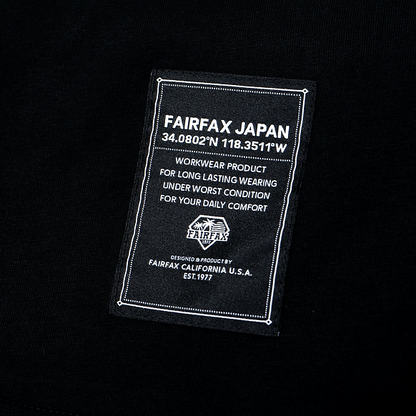 FAIRFAX JAPAN
34.0802°N 118.3511°W
WORKWEAR PRODUCT
FOR LONG LASTING WEARING
UNDER WORST CONDITION
FOR YOUR DAILY COMFORT
FAIRFAX
DESIGNED & PRODUCT BY
FAIRFAX CALIFORNIA U.S.A.
EST.1977